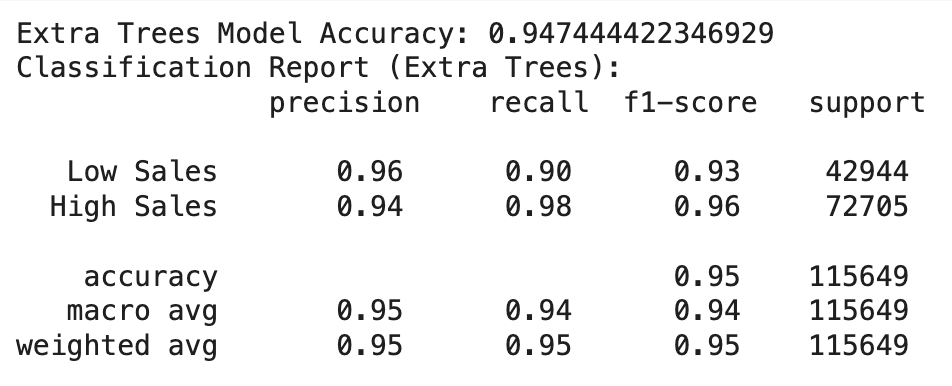 Extra Trees Model Accuracy: 0.947444422346929
Classification Report (Extra Trees):
precision recall f1-score support
Low Sales 0.96 0.90 0.93 42944
High Sales 0.94 0.98 0.96 72705
accuracy 0.95 115649
macro avg 0.95 0.94 0.94 115649
weighted avg 0.95 0.95 0.95 115649